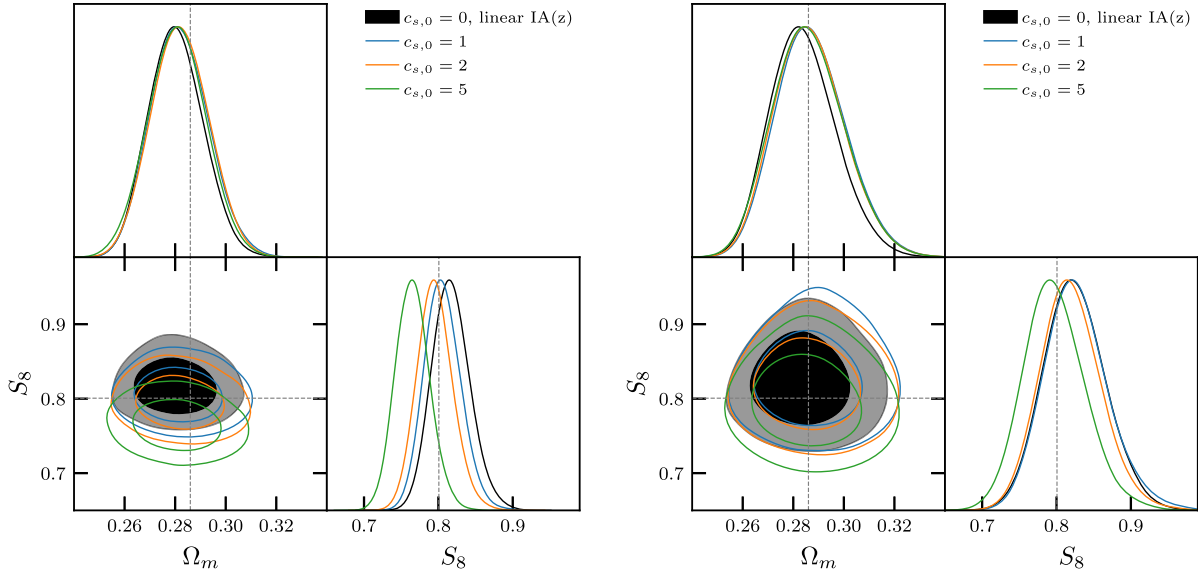 c_{s,0} = 0, linear IA(z)
c_{s,0} = 1
c_{s,0} = 2
c_{s,0} = 5
0.9
0.8
0.7
S_8
0.26 0.28 0.30 0.32
Ω_m
0.7 0.8 0.9
S_8
c_{s,0} = 0, linear IA(z)
c_{s,0} = 1
c_{s,0} = 2
c_{s,0} = 5
0.9
0.8
0.7
S_8
0.26 0.28 0.30 0.32
Ω_m
0.7 0.8 0.9
S_8